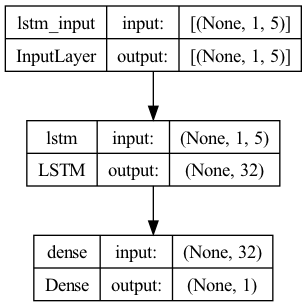 lstm_input input: [(None, 1, 5)]
InputLayer output: [(None, 1, 5)]
lstm input: (None, 1, 5)
LSTM output: (None, 32)
dense input: (None, 32)
Dense output: (None, 1)